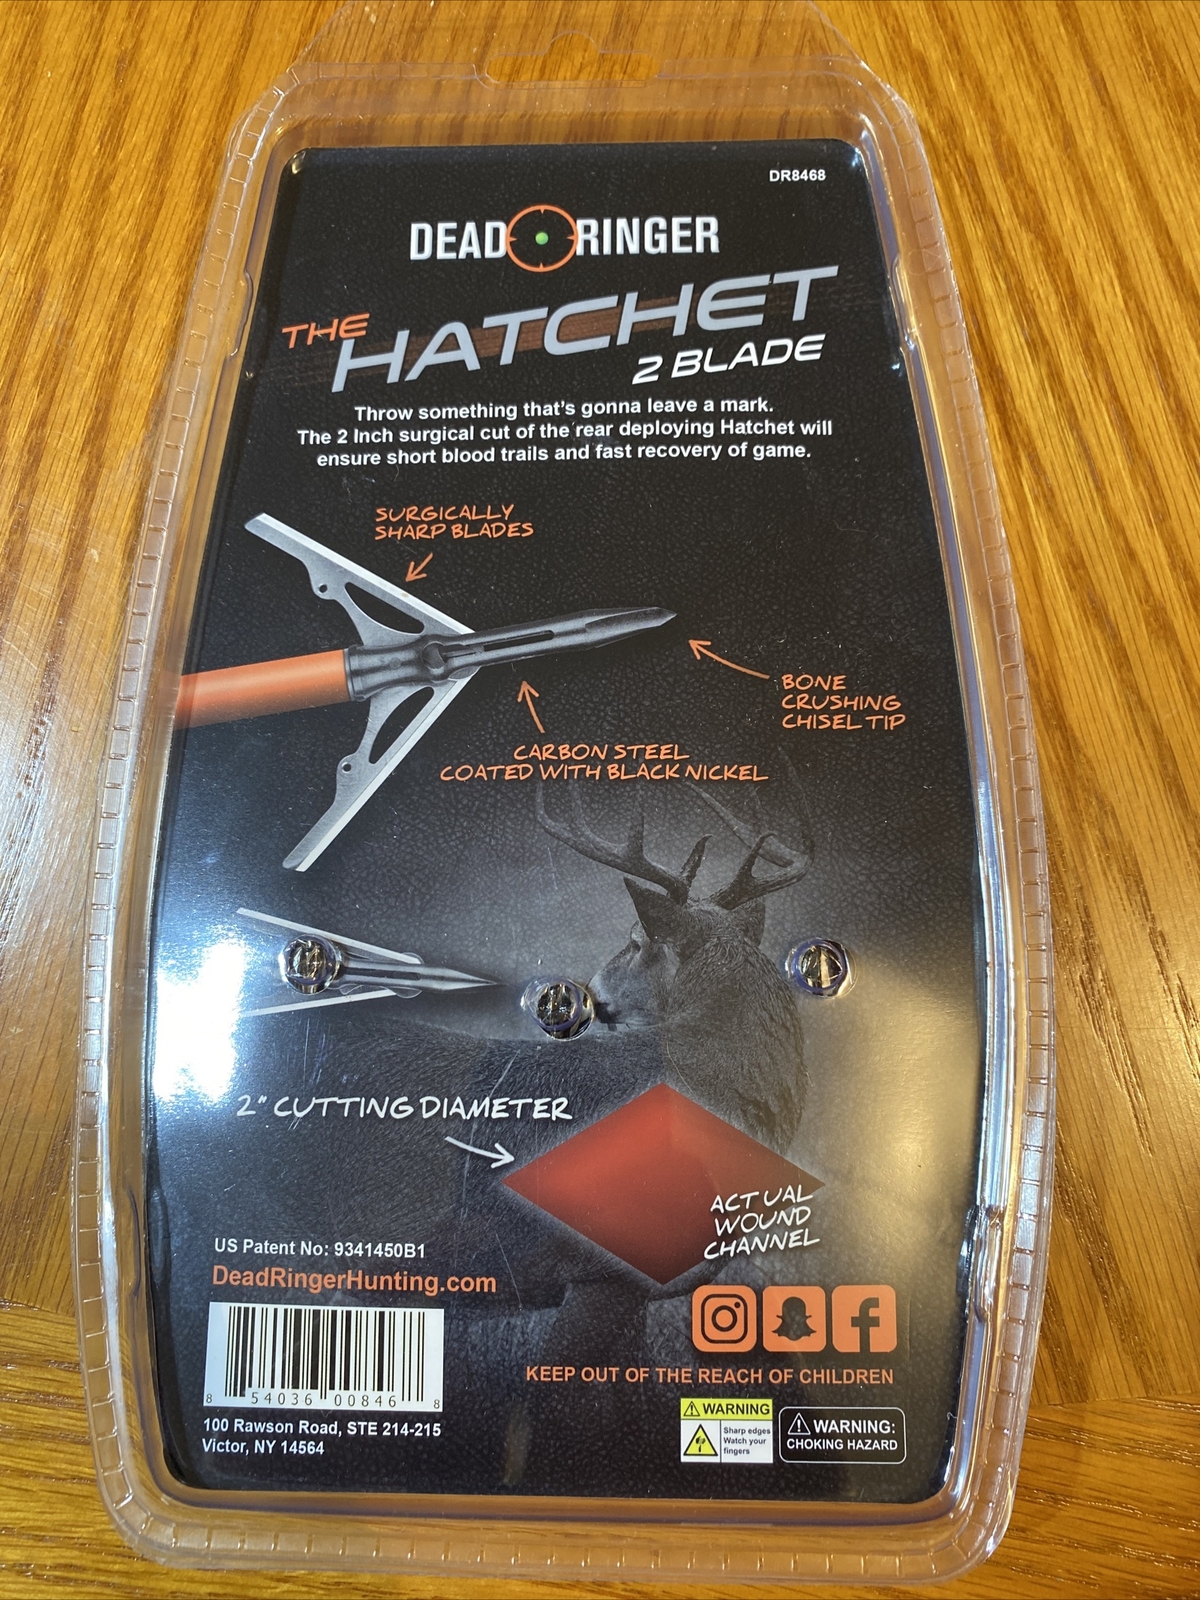 DR8468
DEAD RINGER
THE HATCHET
2 BLADE
Throw something that's gonna leave a mark.
The 2 Inch surgical cut of the rear deploying Hatchet will
ensure short blood trails and fast recovery of game.
SURGICALLY
SHARP BLADES
BONE
CRUSHING
CHISEL TIP
CARBON STEEL
COATED WITH BLACK NICKEL
2" CUTTING DIAMETER
ACTUAL
WOUND
CHANNEL
US Patent No: 9341450B1
DeadRingerHunting.com
8 54036 00846 8
100 Rawson Road, STE 214-215
Victor, NY 14564
KEEP OUT OF THE REACH OF CHILDREN
WARNING
Sharp edges
Watch your
fingers
WARNING:
CHOKING HAZARD